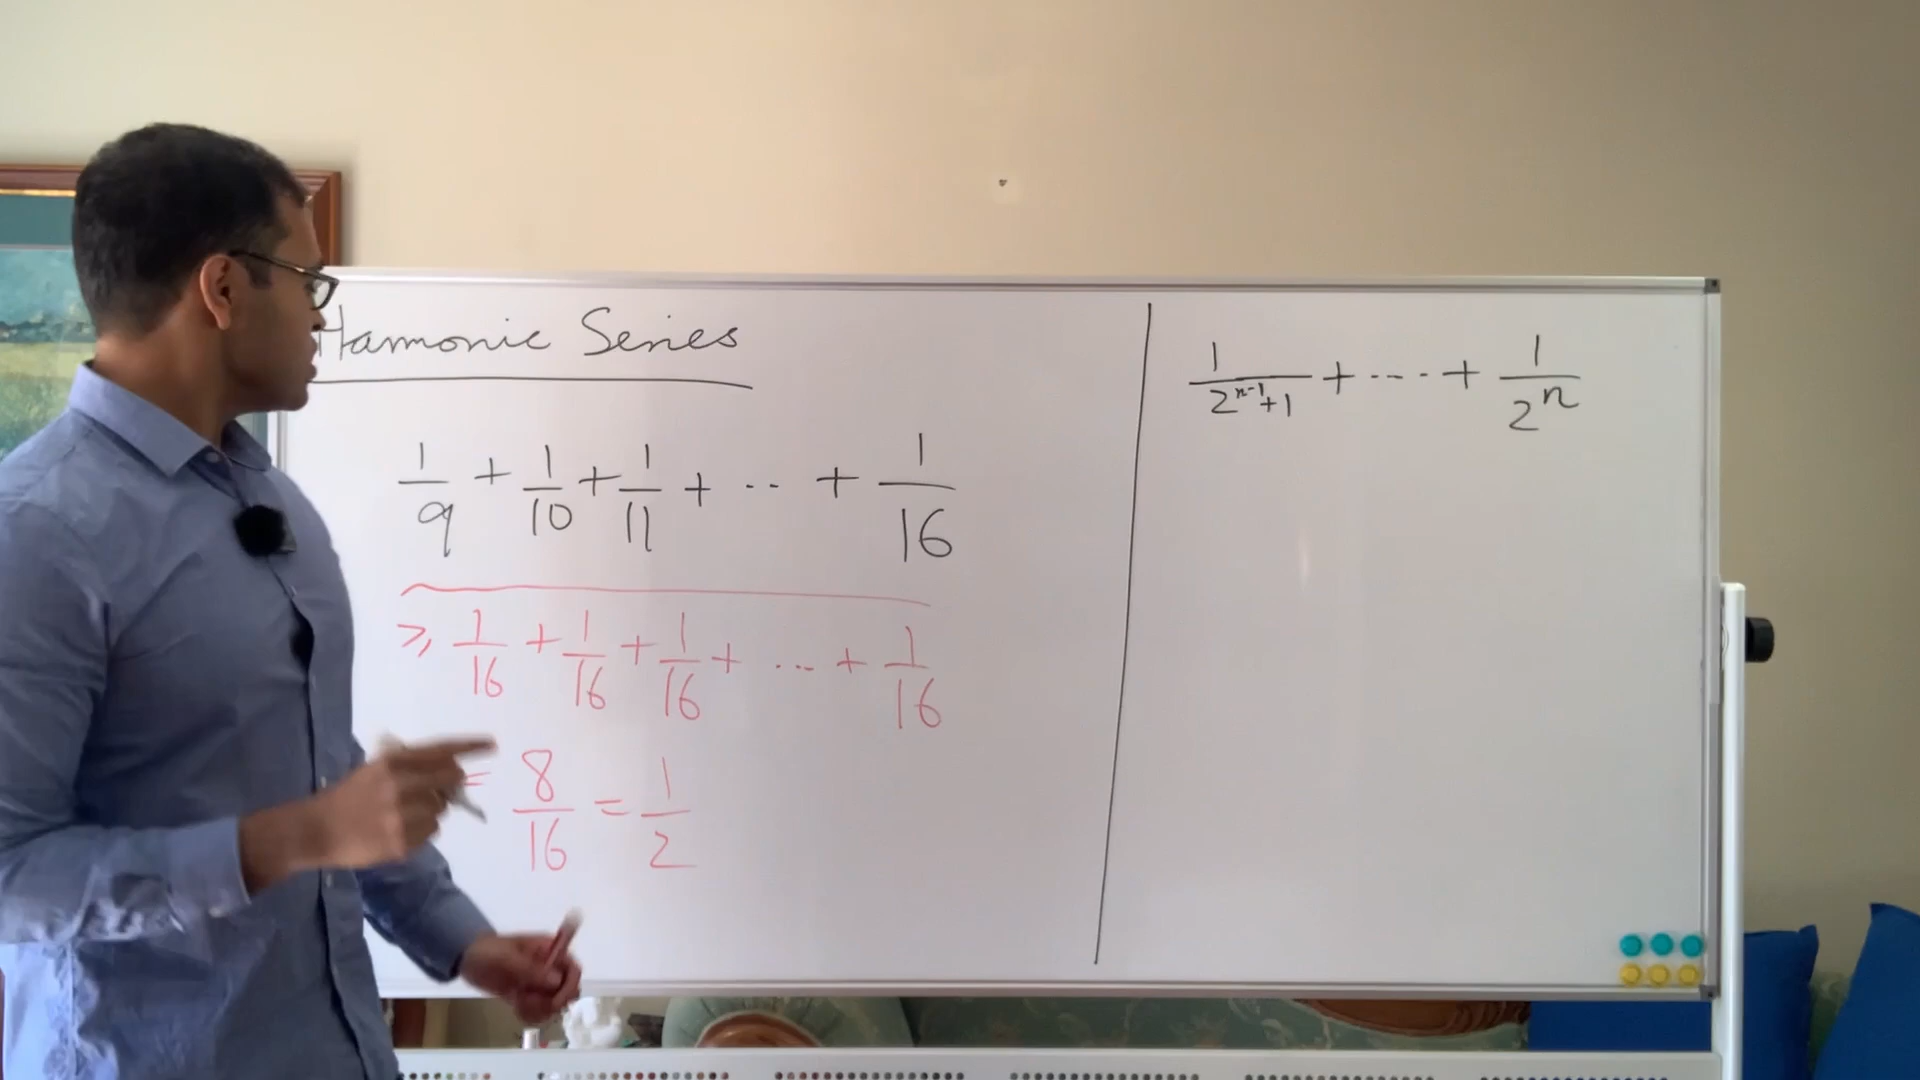 Harmonic Series
1/9 + 1/10 + 1/11 + ·· + 1/16
⩾ 1/16 + 1/16 + 1/16 + ... + 1/16
= 8/16 = 1/2
1/(2^(n-1)+1) + ---- + 1/2^n